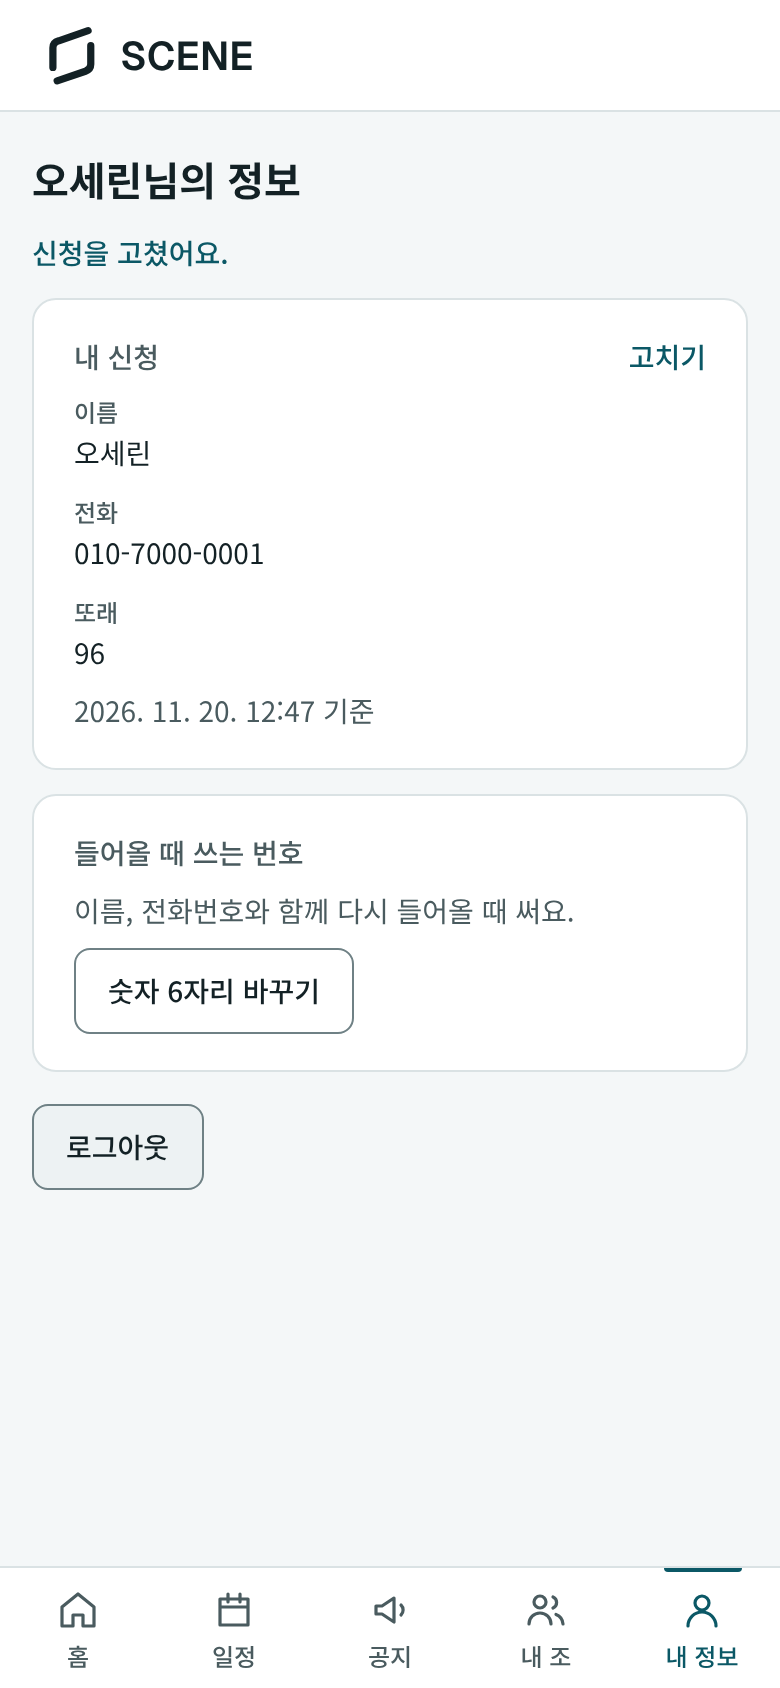 SCENE
오세린님의 정보
신청을 고쳤어요.
내 신청
고치기
이름
오세린
전화
010-7000-0001
또래
96
2026. 11. 20. 12:47 기준
들어올 때 쓰는 번호
이름, 전화번호와 함께 다시 들어올 때 써요.
숫자 6자리 바꾸기
로그아웃
홈
일정
공지
내 조
내 정보